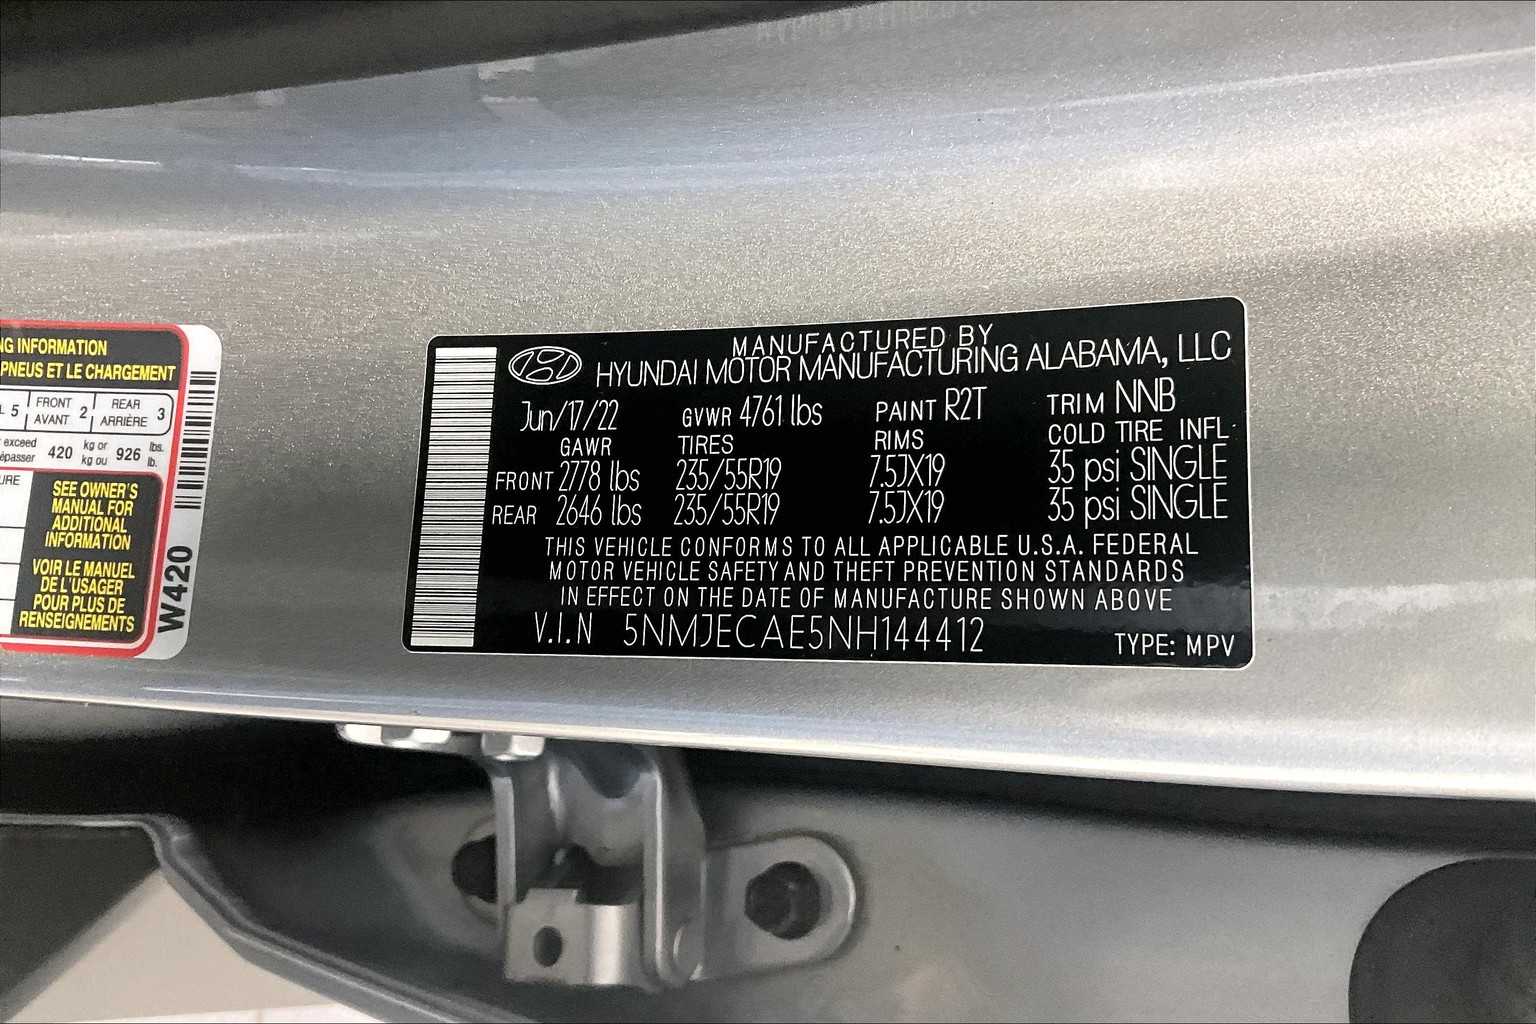 NG INFORMATION
PNEUS ET LE CHARGEMENT
5 FRONT AVANT 2 REAR ARRIÈRE 3
exceed 420 kg or 926 lbs.
kg ou lb.
SEE OWNER'S
MANUAL FOR
ADDITIONAL
INFORMATION
VOIR LE MANUEL
DE L'USAGER
POUR PLUS DE
RENSEIGNEMENTS
W420
MANUFACTURED BY
HYUNDAI MOTOR MANUFACTURING ALABAMA, LLC
Jun/17/22 GVWR 4761 lbs PAINT R2T TRIM NNB
GAWR TIRES RIMS COLD TIRE INFL.
FRONT 2778 lbs 235/55R19 7.5JX19 35 psi SINGLE
REAR 2646 lbs 235/55R19 7.5JX19 35 psi SINGLE
THIS VEHICLE CONFORMS TO ALL APPLICABLE U.S.A. FEDERAL
MOTOR VEHICLE SAFETY AND THEFT PREVENTION STANDARDS
IN EFFECT ON THE DATE OF MANUFACTURE SHOWN ABOVE
V.I.N 5NMJECAE5NH144412 TYPE: MPV